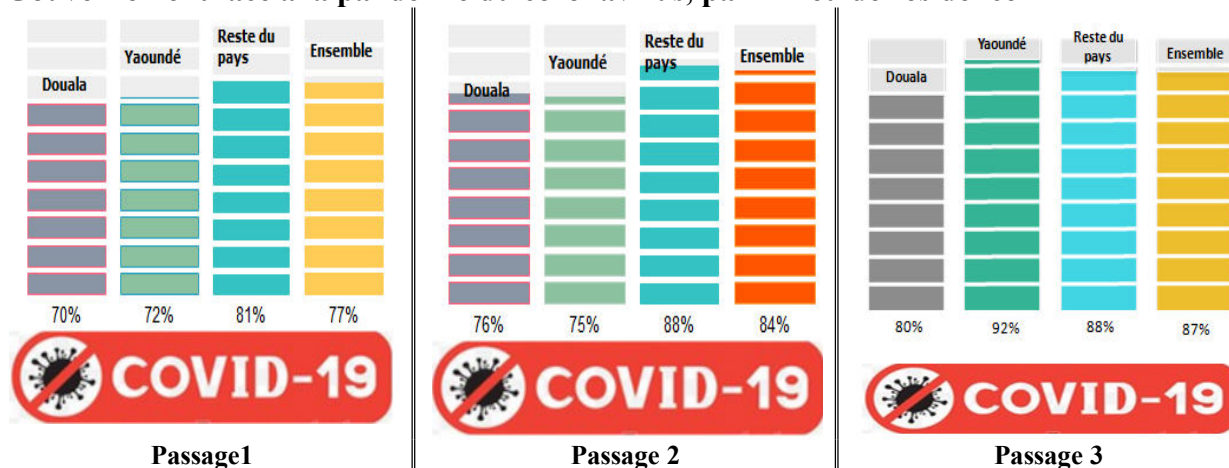 Douala
Yaoundé
Reste du
pays
Ensemble
70%
72%
81%
77%
COVID-19
Passage1
Douala
Yaoundé
Reste du
pays
Ensemble
76%
75%
88%
84%
COVID-19
Passage 2
Douala
Yaoundé
Reste du
pays
Ensemble
80%
92%
88%
87%
COVID-19
Passage 3